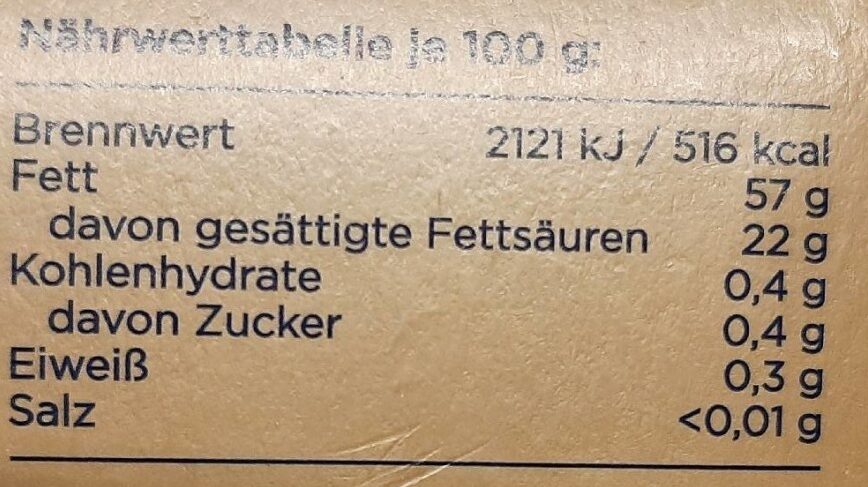 Nährwerttabelle je 100 g:
Brennwert 2121 kJ / 516 kcal
Fett 57 g
davon gesättigte Fettsäuren 22 g
Kohlenhydrate 0,4 g
davon Zucker 0,4 g
Eiweiß 0,3 g
Salz <0,01 g